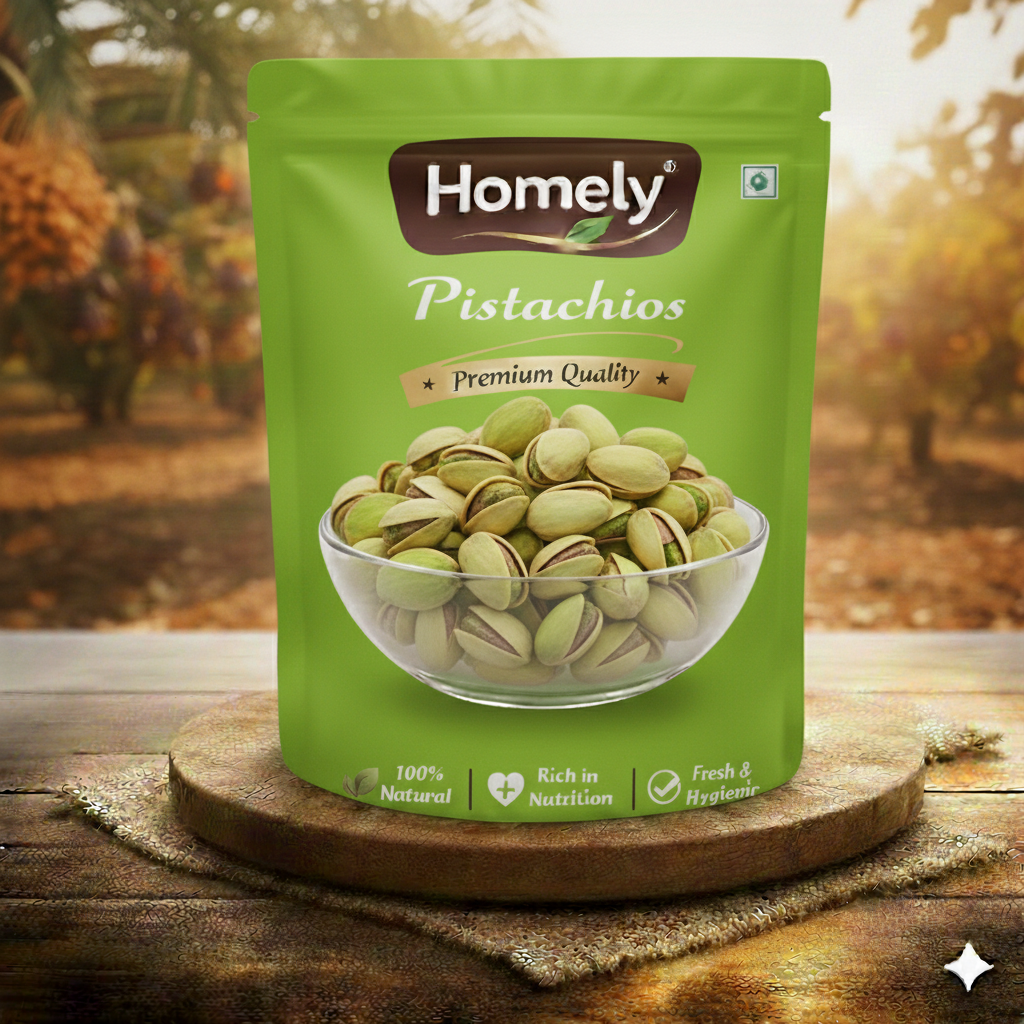 Homely®
Pistachios
Premium Quality
100%
Natural
Rich in
Nutrition
Fresh &
Hygienic